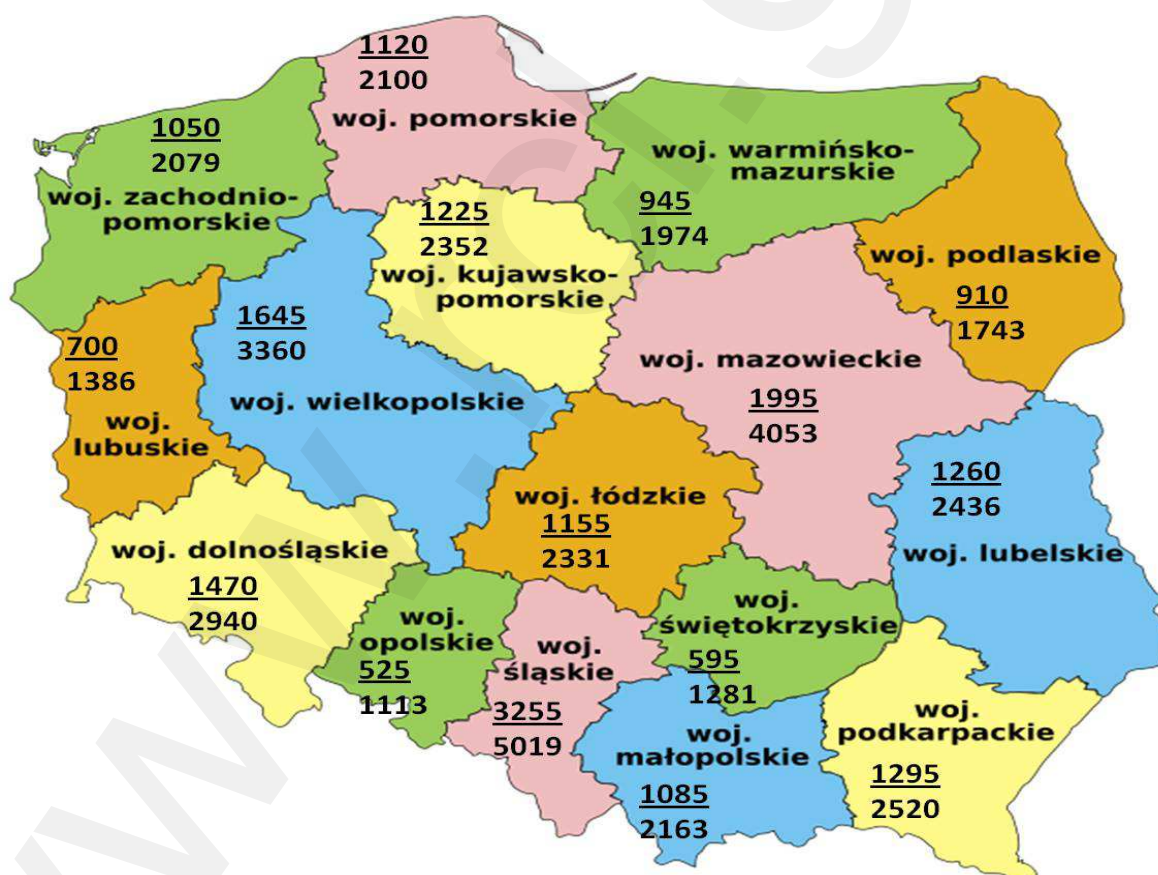 1120
2100
woj. pomorskie
1050
2079
woj. zachodnio-
pomorskie
woj. warmińsko-
mazurskie
945
1974
1225
2352
woj. kujawsko-
pomorskie
woj. podlaskie
910
1743
1645
3360
woj. wielkopolskie
700
1386
woj.
lubuskie
woj. mazowieckie
1995
4053
woj. łódzkie
1155
2331
1260
2436
woj. lubelskie
woj. dolnośląskie
1470
2940
woj.
opolskie
525
1113
woj.
śląskie
3255
5019
woj.
świętokrzyskie
595
1281
woj.
małopolskie
1085
2163
woj.
podkarpackie
1295
2520